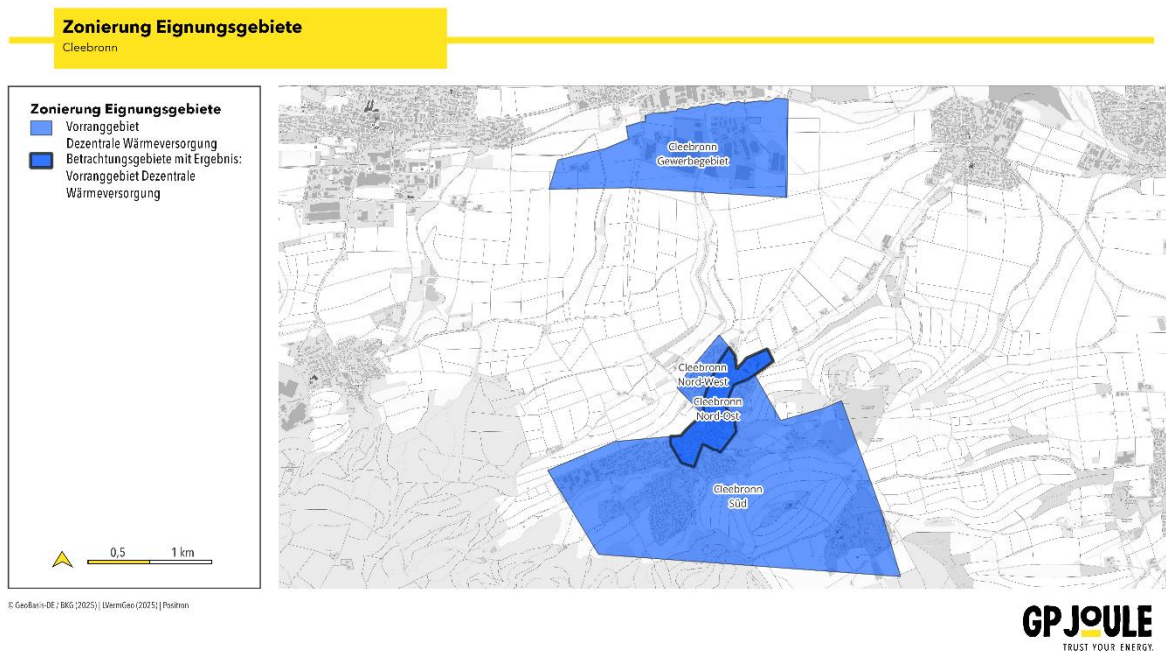 Zonierung Eignungsgebiete
Cleebronn
Zonierung Eignungsgebiete
Vorranggebiet
Dezentrale Wärmeversorgung
Betrachtungsgebiete mit Ergebnis:
Vorranggebiet Dezentrale
Wärmeversorgung
0,5
1 km
Cleebronn
Gewerbegebiet
Cleebronn
Nord-West
Cleebronn
Nord-Ost
Cleebronn
Süd
© GeoBasis-DE / BKG (2025) | LVermGeo (2025) | Positron
GP JOULE
TRUST YOUR ENERGY.